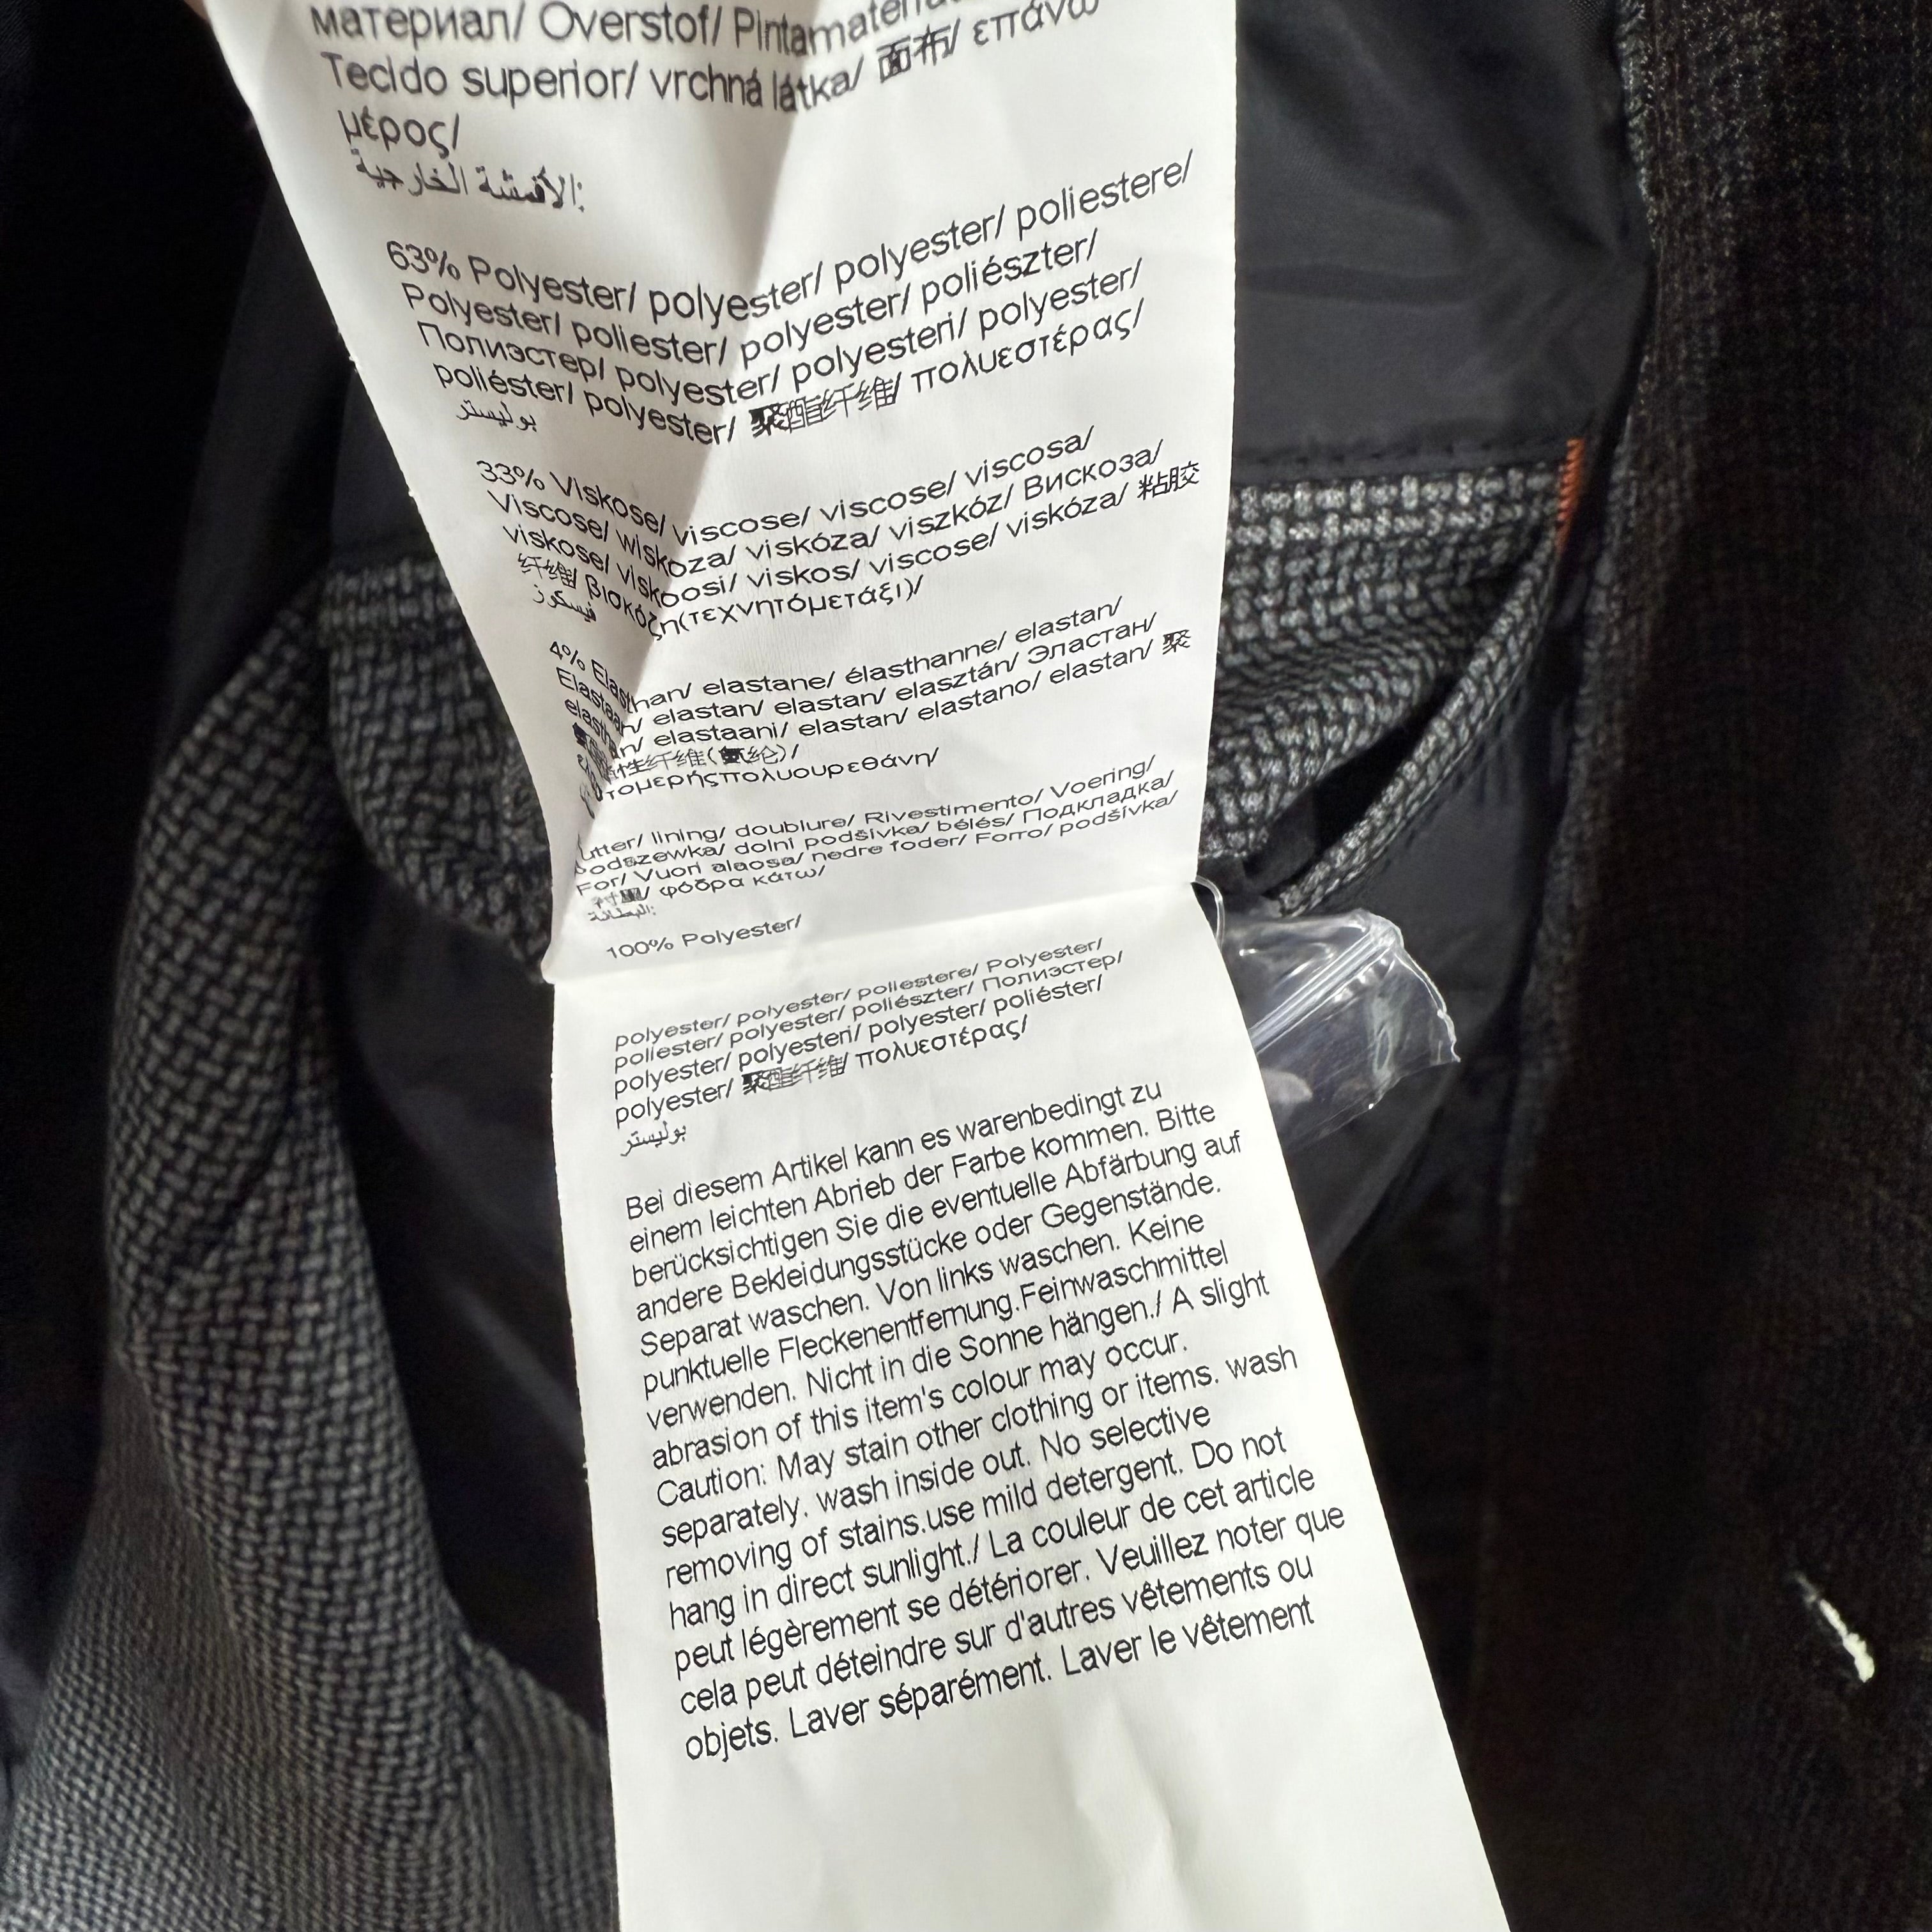 материал/ Overstof/
Tecido superior/ vrchná látka/ 面布/ επάνω
μέρος/
الأقمشة الخارجية:
63% Polyester/ polyester/ polyester/ poliestere/
Polyester/ poliester/ polyester/ poliészter/
Полиэстер/ polyester/ polyesteri/ polyester/
poliéster/ polyester/ 聚酯纤维/ πολυεστέρας/
بوليستر
33% Viskose/ viscose/ viscose/ viscosa/
Viscose/ wiskoza/ viskóza/ viszkóz/ Вискоза/
viskose/ viskoosi/ viskos/ viscose/ viskóza/ 粘胶
纤维/ βισκόζη(τεχνητόμετάξι)/
فيسكوز
4% Elasthan/ elastane/ élasthanne/ elastan/
Elastaan/ elastan/ elastan/ elasztán/ Эластан/
elasthan/ elastaani/ elastan/ elastano/ elastan/ 聚
性纤维(氨纶)/
lining/ doublure/ Rivestimento/ Voering/
podszewka/ dolní podšívka/ bélés/ Подкладка/
For/ Vuori alaosa/ nedre foder/ Forro/ podšívka/
φόδρα κάτω/
البطانة:
100% Polyester/
polyester/ polyester/ poliestere/ Polyester/
poliester/ polyester/ poliészter/ Полиэстер/
polyester/ polyesteri/ polyester/ poliéster/
polyester/ 聚酯纤维/ πολυεστέρας/
بوليستر
Bei diesem Artikel kann es warenbedingt zu
einem leichten Abrieb der Farbe kommen. Bitte
berücksichtigen Sie die eventuelle Abfärbung auf
andere Bekleidungsstücke oder Gegenstände.
Separat waschen. Von links waschen. Keine
punktuelle Fleckenentfernung.Feinwaschmittel
verwenden. Nicht in die Sonne hängen./ A slight
abrasion of this item's colour may occur.
Caution: May stain other clothing or items. wash
separately. wash inside out. No selective
removing of stains.use mild detergent. Do not
hang in direct sunlight./ La couleur de cet article
peut légèrement se détériorer. Veuillez noter que
cela peut déteindre sur d'autres vêtements ou
objets. Laver séparément. Laver le vêtement